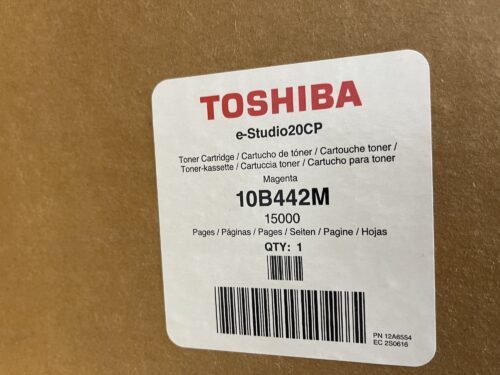 TOSHIBA
e-Studio20CP
Toner Cartridge / Cartucho de tóner / Cartouche toner /
Toner-kassette / Cartuccia toner / Cartucho para toner
Magenta
10B442M
15000
Pages / Páginas / Pages / Seiten / Pagine / Hojas
QTY: 1
PN 12A6554
EC 2S0616